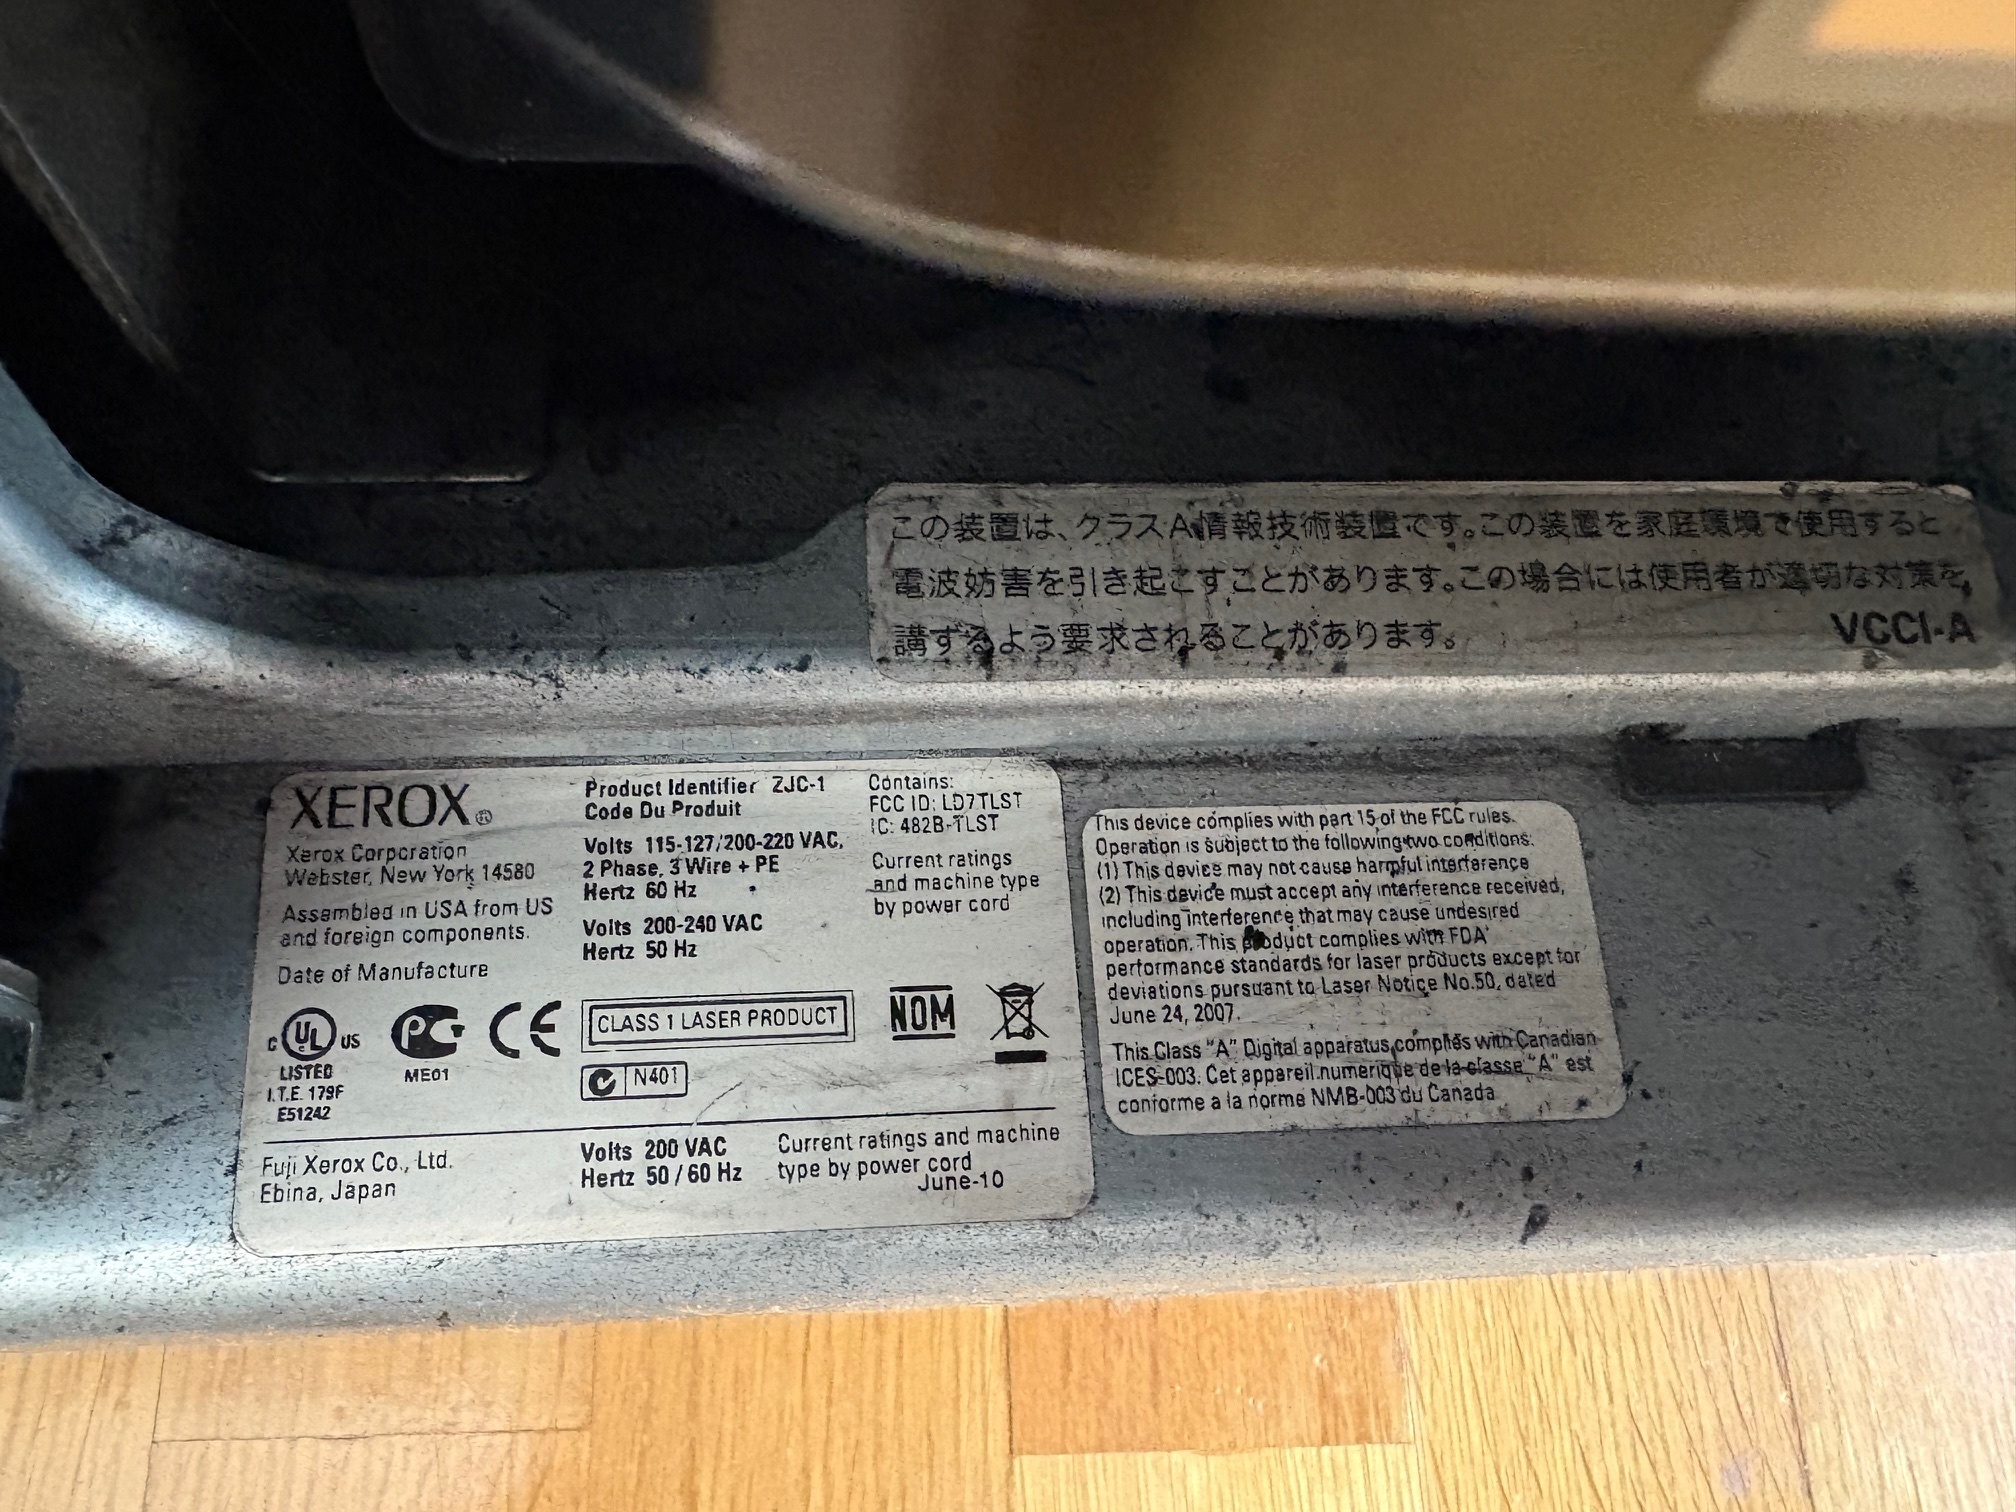 この装置は、クラスA情報技術装置です。この装置を家庭環境で使用すると
電波妨害を引き起こすことがあります。この場合には使用者が適切な対策を
講ずるよう要求されることがあります。
VCCI-A
XEROX®
Xerox Corporation
Webster, New York 14580
Assembled in USA from US
and foreign components.
Date of Manufacture
Product Identifier ZJC-1
Code Du Produit
Volts 115-127/200-220 VAC,
2 Phase, 3 Wire + PE
Hertz 60 Hz
Volts 200-240 VAC
Hertz 50 Hz
Contains:
FCC ID: LD7TLST
IC: 482B-TLST
Current ratings
and machine type
by power cord
C UL US
LISTED
I.T.E. 179F
E51242
PC
ME01
CE
CLASS 1 LASER PRODUCT
N401
NOM
Fuji Xerox Co., Ltd.
Ebina, Japan
Volts 200 VAC
Hertz 50 / 60 Hz
Current ratings and machine
type by power cord
June-10
This device complies with part 15 of the FCC rules.
Operation is subject to the following two conditions:
(1) This device may not cause harmful interference
(2) This device must accept any interference received,
including interference that may cause undesired
operation. This product complies with FDA
performance standards for laser products except for
deviations pursuant to Laser Notice No.50, dated
June 24, 2007.
This Class "A" Digital apparatus complies with Canadian
ICES-003. Cet appareil numerique de la classe "A" est
conforme a la norme NMB-003 du Canada